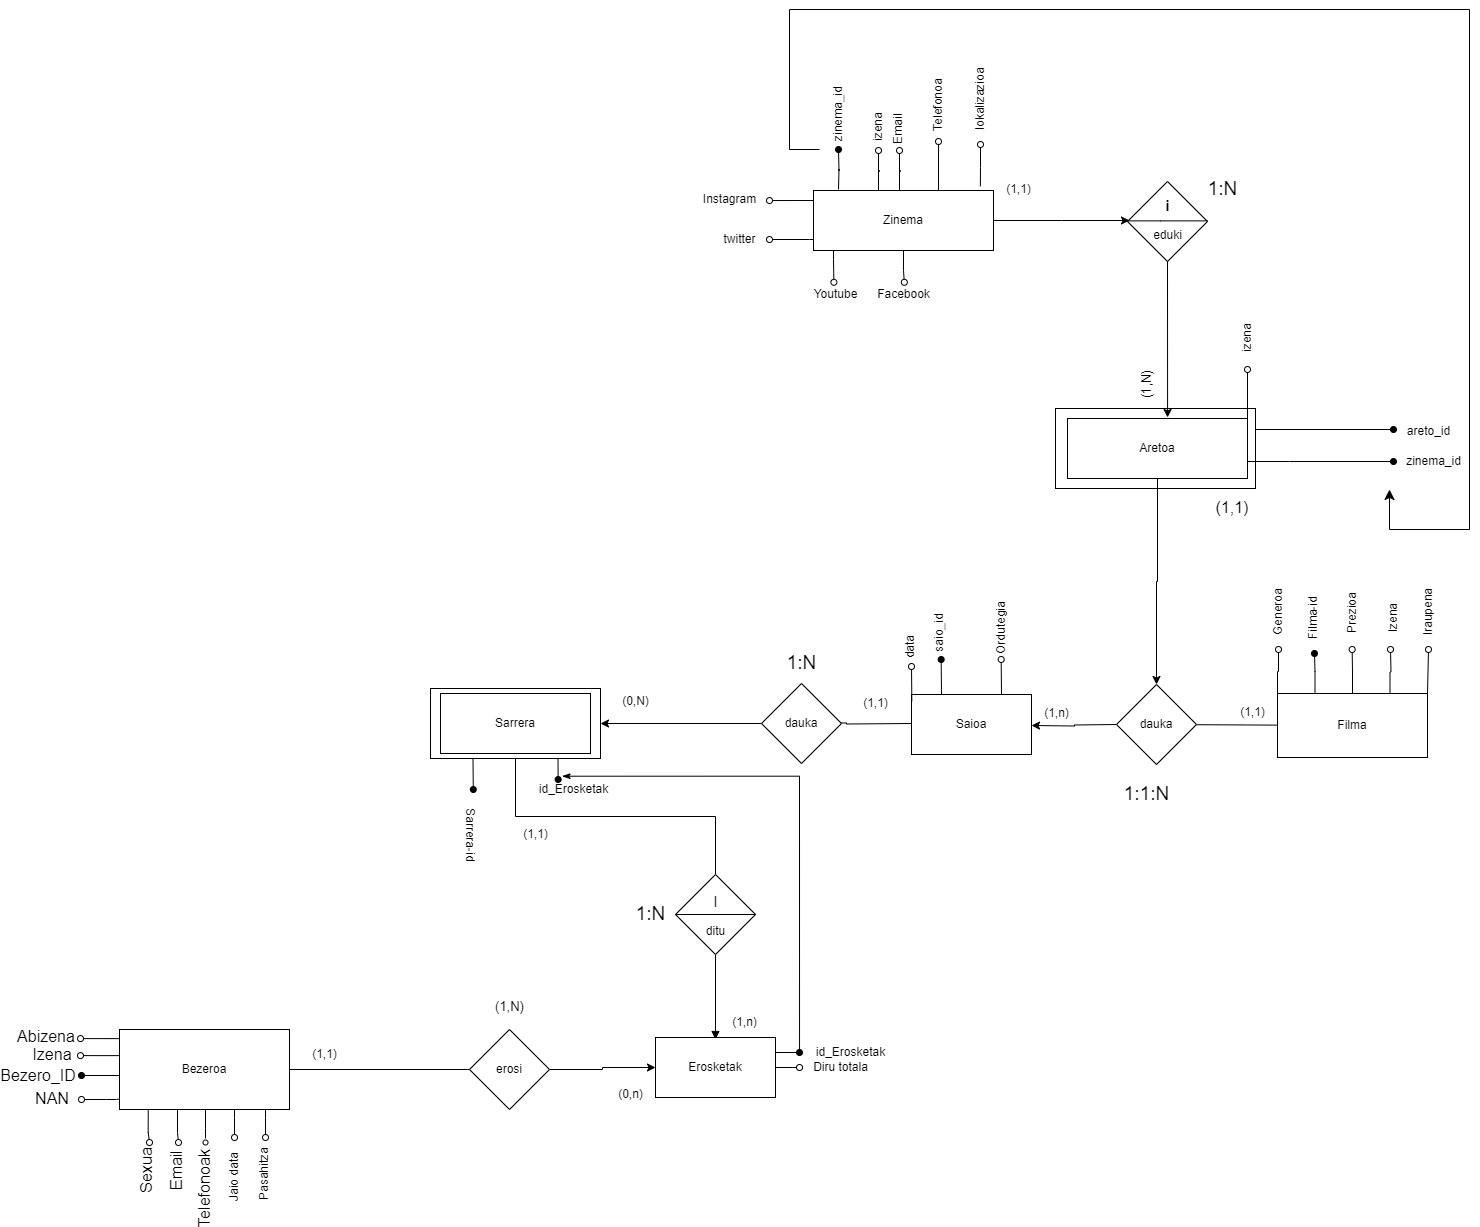 zinema_id
izena
Email
Telefonoa
lokalizazioa
Instagram
twitter
Zinema
(1,1)
Youtube
Facebook
i
eduki
1:N
izena
(1,N)
Aretoa
areto_id
zinema_id
(1,1)
Generoa
Filma-id
Prezioa
Izena
Iraupena
data
saio_id
Ordutegia
1:N
Sarrera
(0,N)
dauka
(1,1)
Saioa
(1,n)
dauka
(1,1)
Filma
1:1:N
id_Erosketak
Sarrera-id
(1,1)
1:N
I
ditu
(1,N)
(1,n)
Abizena
Izena
Bezero_ID
NAN
Bezeroa
(1,1)
erosi
(0,n)
Erosketak
id_Erosketak
Diru totala
Sexua
Email
Telefonoak
Jaio data
Pasahitza